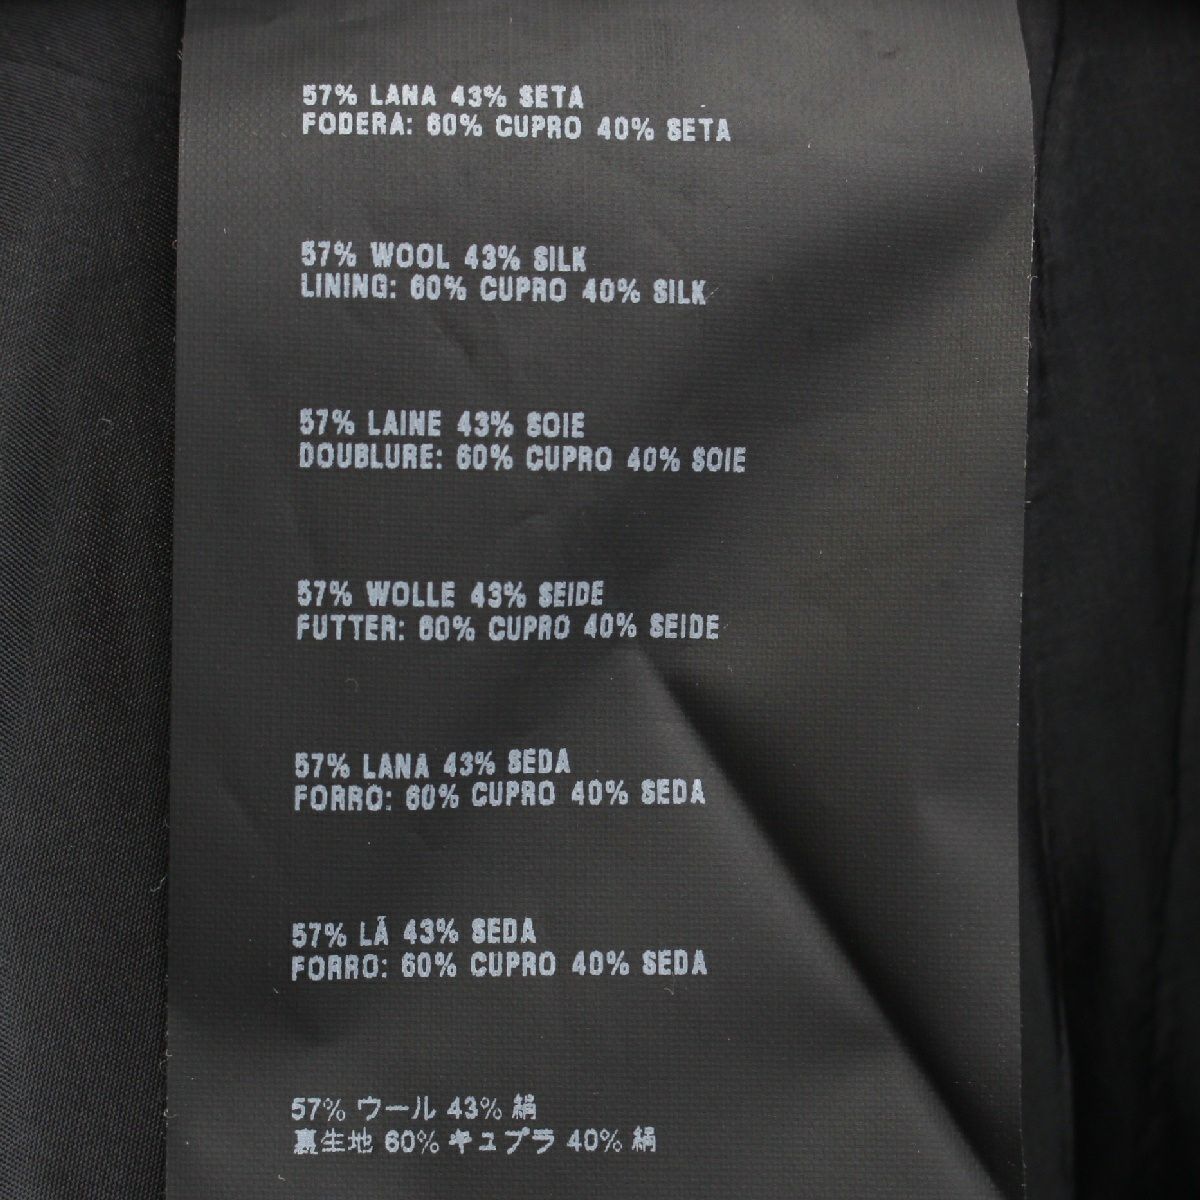 57% LANA 43% SETA
FODERA: 60% CUPRO 40% SETA
57% WOOL 43% SILK
LINING: 60% CUPRO 40% SILK
57% LAINE 43% SOIE
DOUBLURE: 60% CUPRO 40% SOIE
57% WOLLE 43% SEIDE
FUTTER: 60% CUPRO 40% SEIDE
57% LANA 43% SEDA
FORRO: 60% CUPRO 40% SEDA
57% LÃ 43% SEDA
FORRO: 60% CUPRO 40% SEDA
57% ウール 43% 絹
裏生地 60% キュプラ 40% 絹